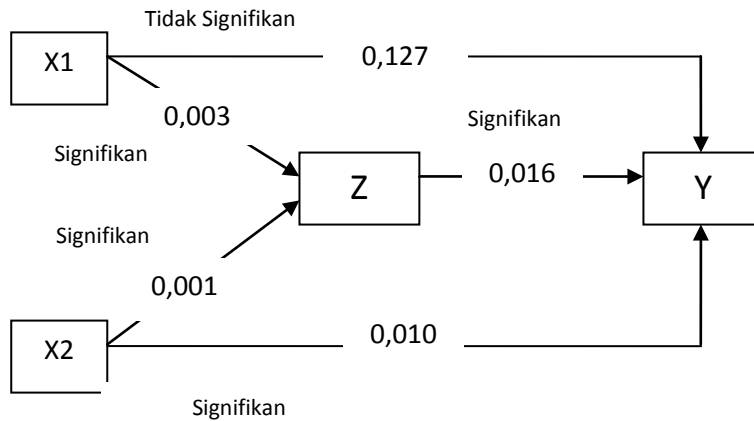 Tidak Signifikan
X1
0,127
0,003
Signifikan
Signifikan
Z
0,016
Y
Signifikan
0,001
X2
0,010
Signifikan